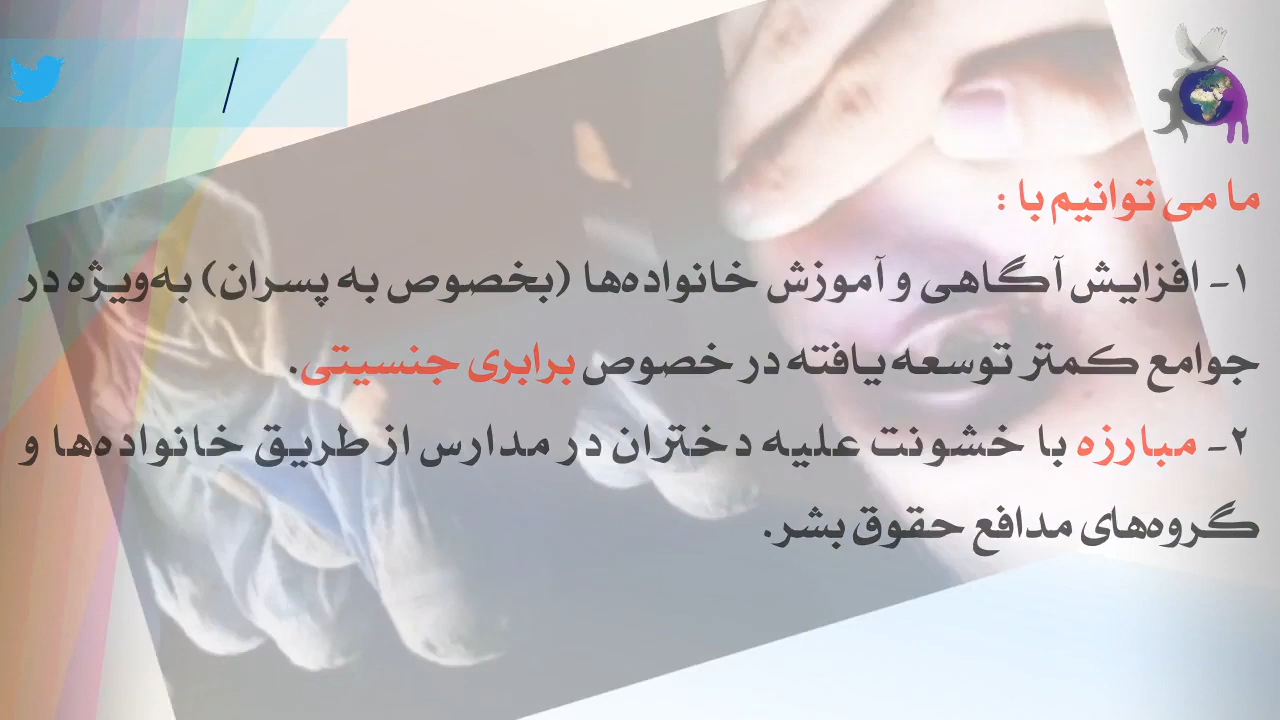 /
ما می توانیم با :
۱- افزایش آگاهی و آموزش خانواده‌ها (بخصوص به پسران) به‌ویژه در
جوامع کمتر توسعه یافته در خصوص برابری جنسیتی.
۲- مبارزه با خشونت علیه دختران در مدارس از طریق خانواده‌ها و
گروه‌های مدافع حقوق بشر.